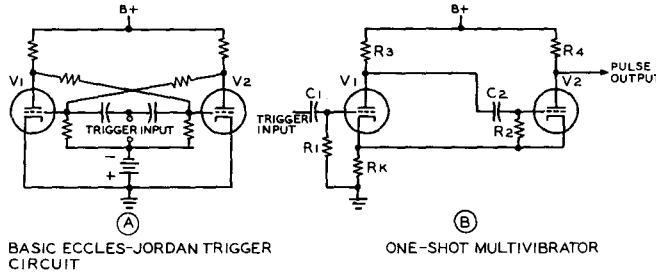 B+
V1
V2
TRIGGER INPUT
−
+
A
BASIC ECCLES-JORDAN TRIGGER
CIRCUIT
B+
R3
R4
V1
V2
PULSE
OUTPUT
C1
C2
TRIGGER
INPUT
R1
R2
RK
B
ONE-SHOT MULTIVIBRATOR